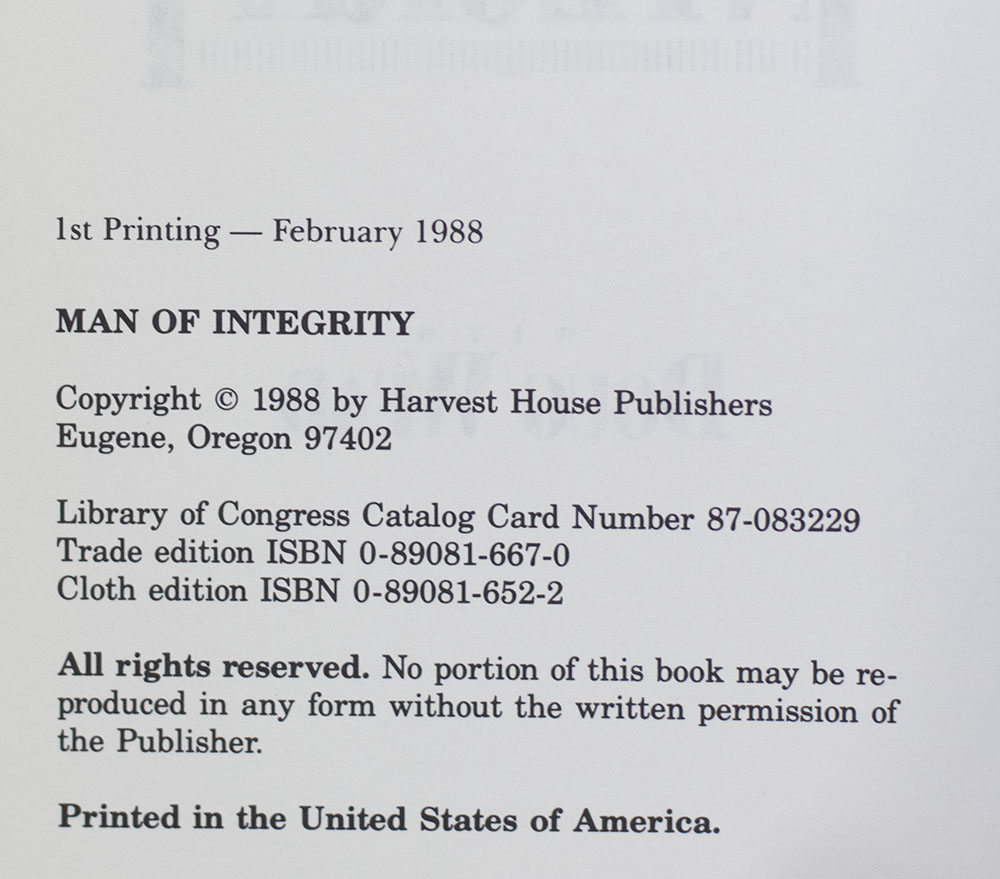 1st Printing — February 1988
MAN OF INTEGRITY
Copyright © 1988 by Harvest House Publishers
Eugene, Oregon 97402
Library of Congress Catalog Card Number 87-083229
Trade edition ISBN 0-89081-667-0
Cloth edition ISBN 0-89081-652-2
All rights reserved. No portion of this book may be re-
produced in any form without the written permission of
the Publisher.
Printed in the United States of America.